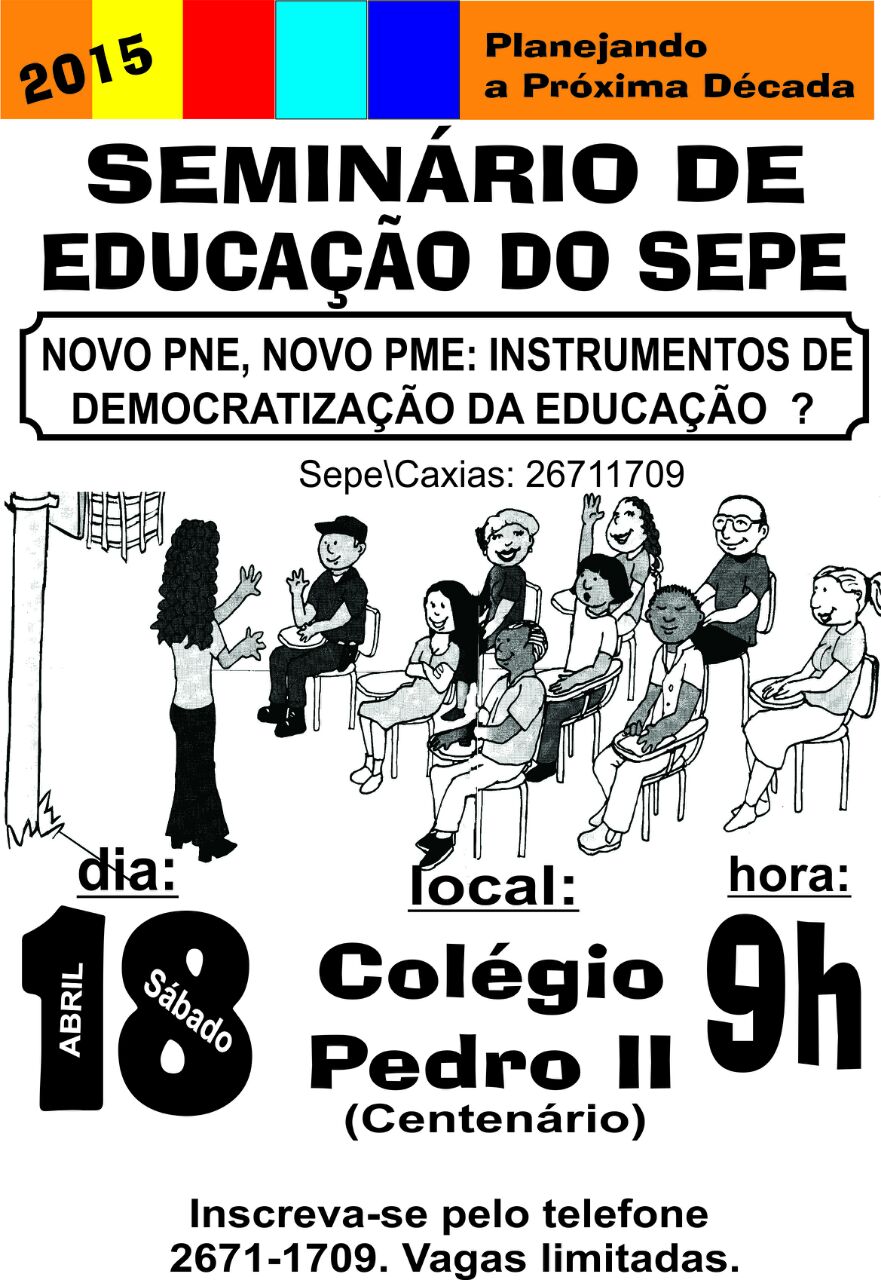 2015
Planejando
a Próxima Década
SEMINÁRIO DE
EDUCAÇÃO DO SEPE
NOVO PNE, NOVO PME: INSTRUMENTOS DE
DEMOCRATIZAÇÃO DA EDUCAÇÃO ?
Sepe\Caxias: 26711709
dia:
18
ABRIL
Sábado
local:
Colégio
Pedro II
(Centenário)
hora:
9h
Inscreva-se pelo telefone
2671-1709. Vagas limitadas.